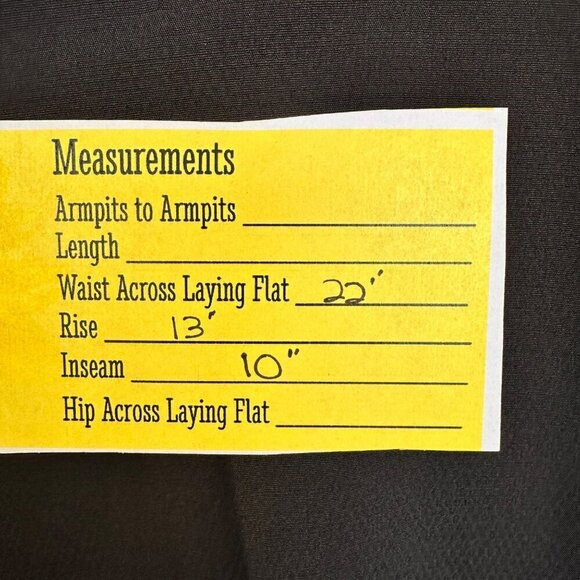 Measurements
Armpits to Armpits
Length
Waist Across Laying Flat 22"
Rise 13"
Inseam 10"
Hip Across Laying Flat